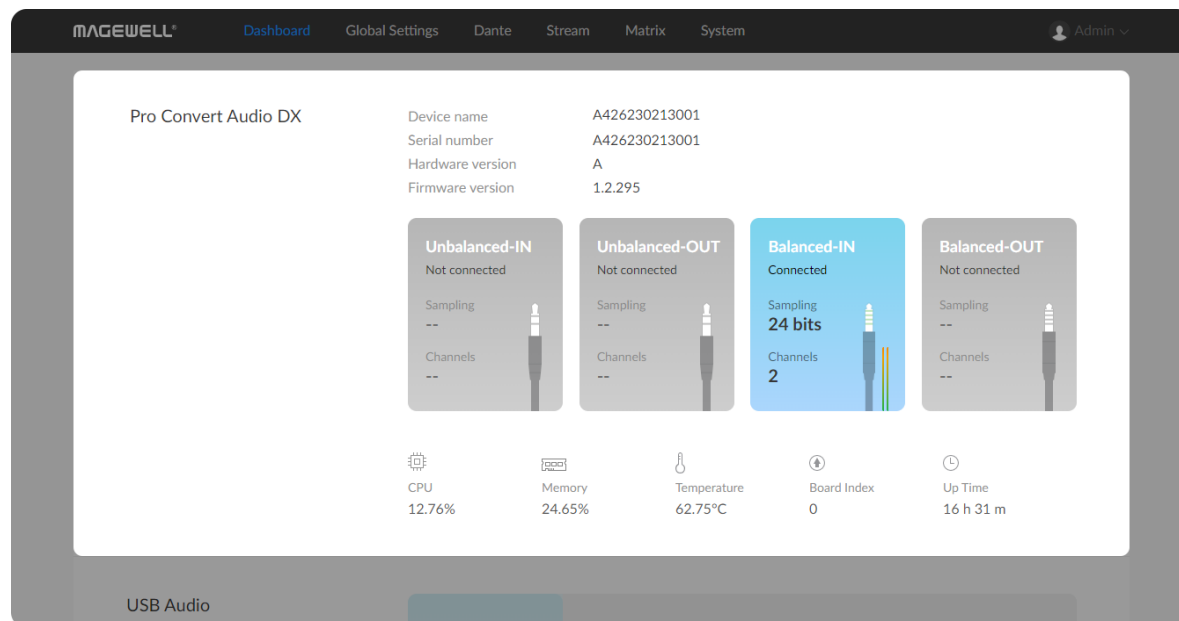 MAGEWELL®
Dashboard Global Settings Dante Stream Matrix System Admin
Pro Convert Audio DX
Device name A426230213001
Serial number A426230213001
Hardware version A
Firmware version 1.2.295
Unbalanced-IN
Not connected
Sampling
--
Channels
--
Unbalanced-OUT
Not connected
Sampling
--
Channels
--
Balanced-IN
Connected
Sampling
24 bits
Channels
2
Balanced-OUT
Not connected
Sampling
--
Channels
--
CPU
12.76%
Memory
24.65%
Temperature
62.75°C
Board Index
0
Up Time
16 h 31 m
USB Audio